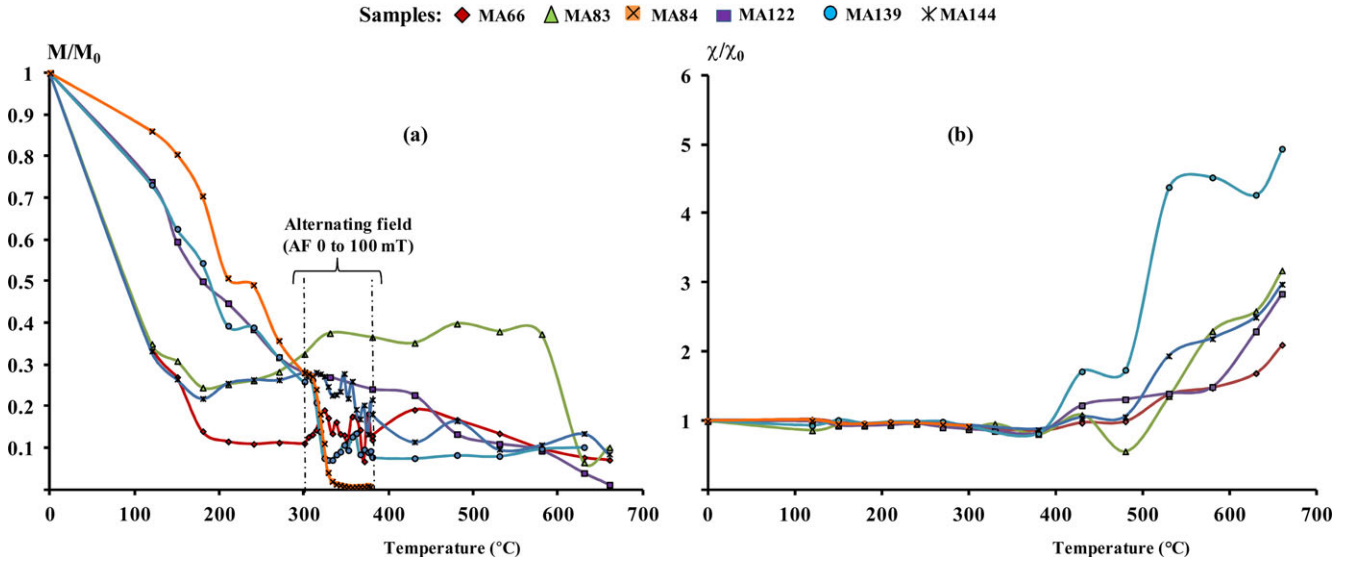 Samples: MA66 MA83 MA84 MA122 MA139 MA144
M/M0
1
0.9
0.8
0.7
0.6
0.5
0.4
0.3
0.2
0.1
0 100 200 300 400 500 600 700
Temperature (°C)
(a)
Alternating field
(AF 0 to 100 mT)
χ/χ0
6
5
4
3
2
1
0 100 200 300 400 500 600 700
Temperature (°C)
(b)